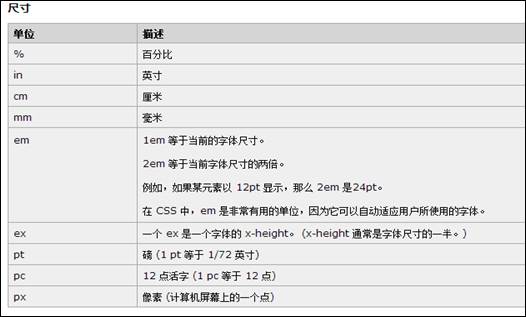 尺寸
单位 描述
% 百分比
in 英寸
cm 厘米
mm 毫米
em 1em 等于当前的字体尺寸。
2em 等于当前字体尺寸的两倍。
例如，如果某元素以 12pt 显示，那么 2em 是24pt。
在 CSS 中，em 是非常有用的单位，因为它可以自动适应用户所使用的字体。
ex 一个 ex 是一个字体的 x-height。 (x-height 通常是字体尺寸的一半。)
pt 磅 (1 pt 等于 1/72 英寸)
pc 12 点活字 (1 pc 等于 12 点)
px 像素 (计算机屏幕上的一个点)